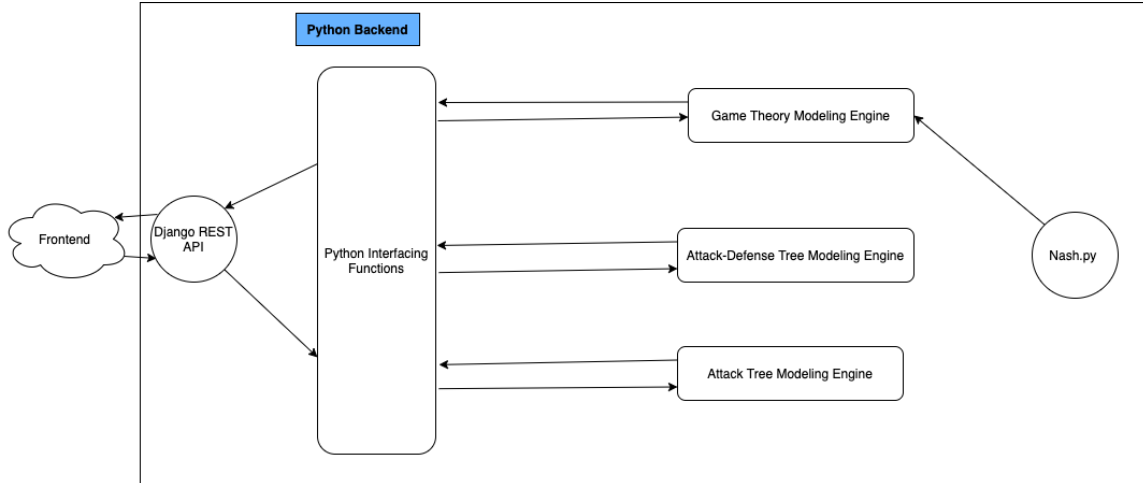 Python Backend
Game Theory Modeling Engine
Frontend
Django REST
API
Python Interfacing
Functions
Attack-Defense Tree Modeling Engine
Nash.py
Attack Tree Modeling Engine